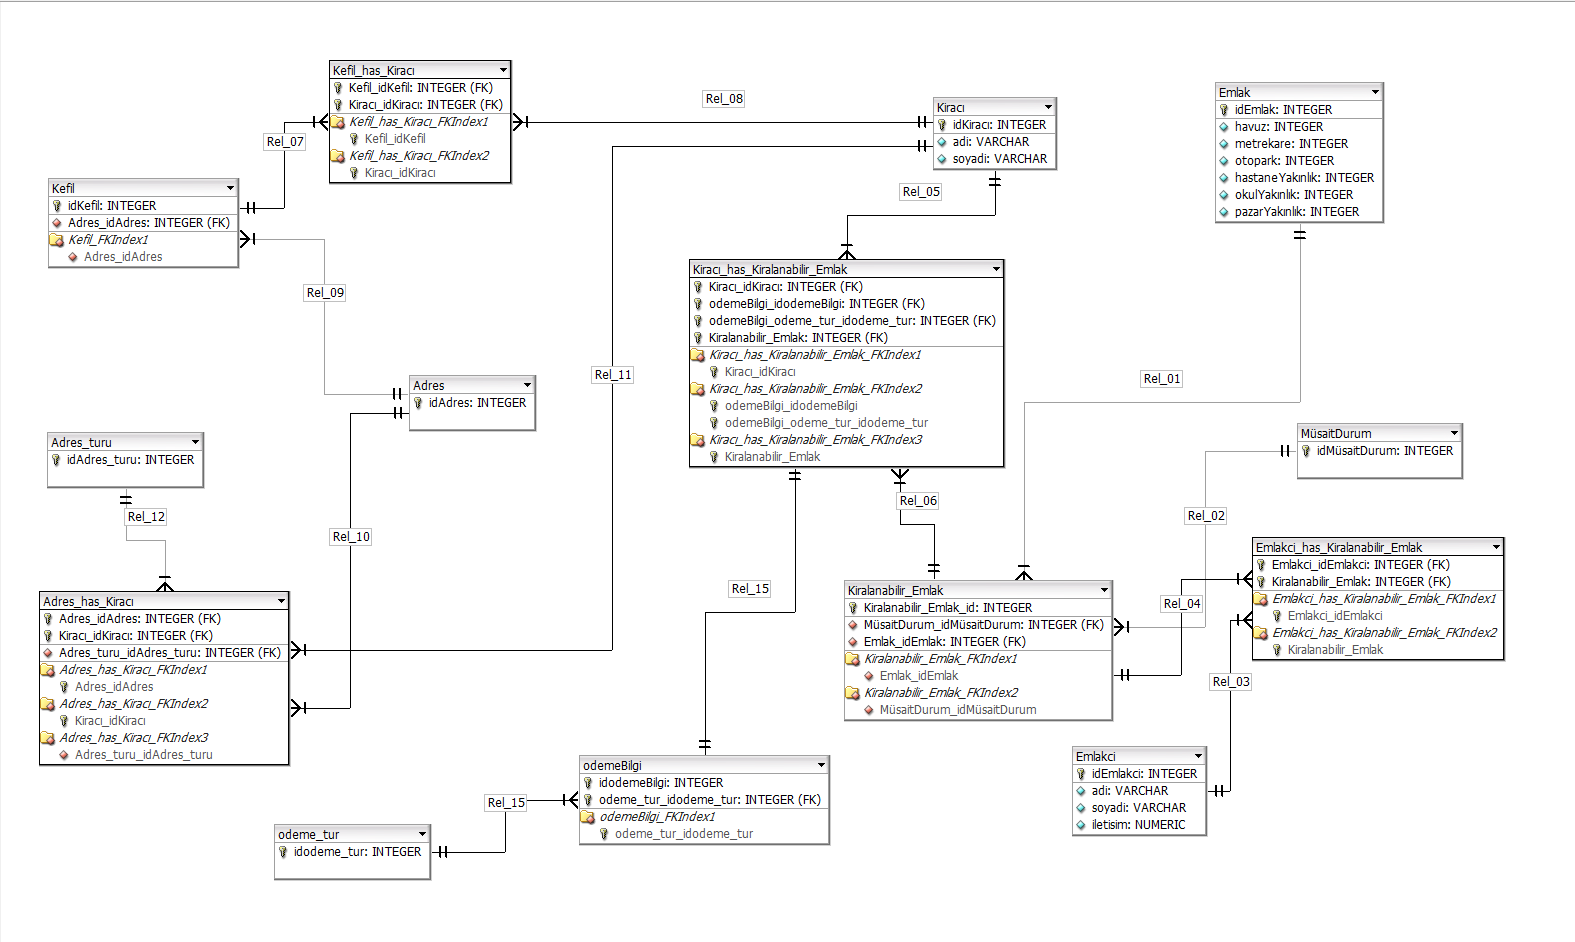 Kefil_has_Kiracı
Kefil_idKefil: INTEGER (FK)
Kiracı_idKiracı: INTEGER (FK)
Kefil_has_Kiracı_FKIndex1
Kefil_idKefil
Kefil_has_Kiracı_FKIndex2
Kiracı_idKiracı
Rel_08
Kiracı
idKiracı: INTEGER
adi: VARCHAR
soyadi: VARCHAR
Emlak
idEmlak: INTEGER
havuz: INTEGER
metrekare: INTEGER
otopark: INTEGER
hastaneYakınlık: INTEGER
okulYakınlık: INTEGER
pazarYakınlık: INTEGER
Rel_07
Kefil
idKefil: INTEGER
Adres_idAdres: INTEGER (FK)
Kefil_FKIndex1
Adres_idAdres
Rel_05
Rel_09
Kiracı_has_Kiralanabilir_Emlak
Kiracı_idKiracı: INTEGER (FK)
odemeBilgi_idodemeBilgi: INTEGER (FK)
odemeBilgi_odeme_tur_idodeme_tur: INTEGER (FK)
Kiralanabilir_Emlak: INTEGER (FK)
Kiracı_has_Kiralanabilir_Emlak_FKIndex1
Kiracı_idKiracı
Kiracı_has_Kiralanabilir_Emlak_FKIndex2
odemeBilgi_idodemeBilgi
odemeBilgi_odeme_tur_idodeme_tur
Kiracı_has_Kiralanabilir_Emlak_FKIndex3
Kiralanabilir_Emlak
Rel_11
Rel_01
Adres
idAdres: INTEGER
Adres_turu
idAdres_turu: INTEGER
MüsaitDurum
idMüsaitDurum: INTEGER
Rel_12
Rel_10
Rel_06
Rel_02
Emlakci_has_Kiralanabilir_Emlak
Emlakci_idEmlakci: INTEGER (FK)
Kiralanabilir_Emlak: INTEGER (FK)
Emlakci_has_Kiralanabilir_Emlak_FKIndex1
Emlakci_idEmlakci
Emlakci_has_Kiralanabilir_Emlak_FKIndex2
Kiralanabilir_Emlak
Adres_has_Kiracı
Adres_idAdres: INTEGER (FK)
Kiracı_idKiracı: INTEGER (FK)
Adres_turu_idAdres_turu: INTEGER (FK)
Adres_has_Kiracı_FKIndex1
Adres_idAdres
Adres_has_Kiracı_FKIndex2
Kiracı_idKiracı
Adres_has_Kiracı_FKIndex3
Adres_turu_idAdres_turu
Rel_15
Kiralanabilir_Emlak
Kiralanabilir_Emlak_id: INTEGER
MüsaitDurum_idMüsaitDurum: INTEGER (FK)
Emlak_idEmlak: INTEGER (FK)
Kiralanabilir_Emlak_FKIndex1
Emlak_idEmlak
Kiralanabilir_Emlak_FKIndex2
MüsaitDurum_idMüsaitDurum
Rel_04
Rel_03
odemeBilgi
idodemeBilgi: INTEGER
odeme_tur_idodeme_tur: INTEGER (FK)
odemeBilgi_FKIndex1
odeme_tur_idodeme_tur
Emlakci
idEmlakci: INTEGER
adi: VARCHAR
soyadi: VARCHAR
iletisim: NUMERIC
Rel_15
odeme_tur
idodeme_tur: INTEGER